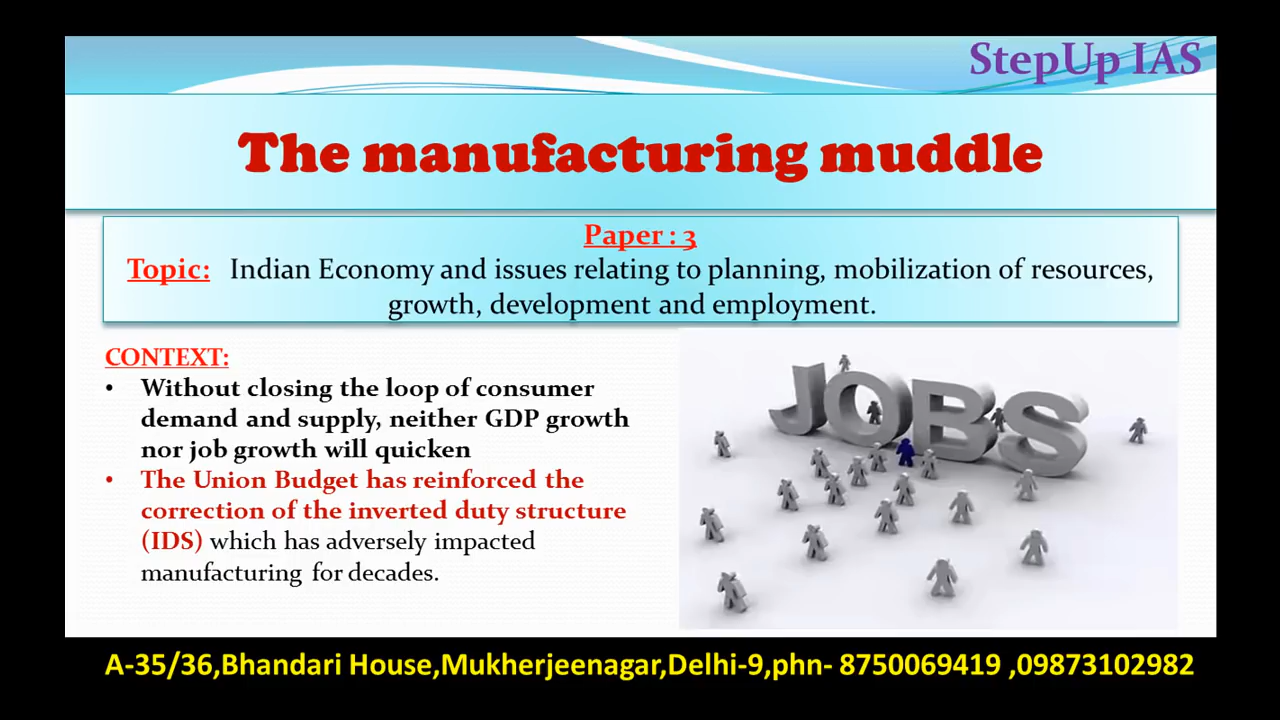 StepUp IAS
The manufacturing muddle
Paper : 3
Topic: Indian Economy and issues relating to planning, mobilization of resources,
growth, development and employment.
CONTEXT:
• Without closing the loop of consumer
demand and supply, neither GDP growth
nor job growth will quicken
• The Union Budget has reinforced the
correction of the inverted duty structure
(IDS) which has adversely impacted
manufacturing for decades.
JOBS
A-35/36,Bhandari House,Mukherjeenagar,Delhi-9,phn- 8750069419 ,09873102982